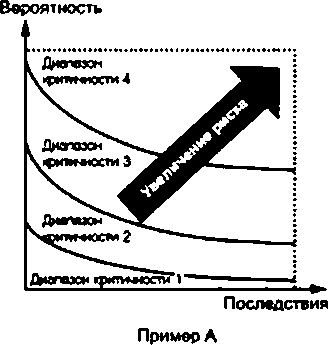 Вероятность
Диапазон
критичности 4
Увеличение риска
Диапазон
критичности 3
Диапазон
критичности 2
Диапазон критичности 1
Последствия
Пример А